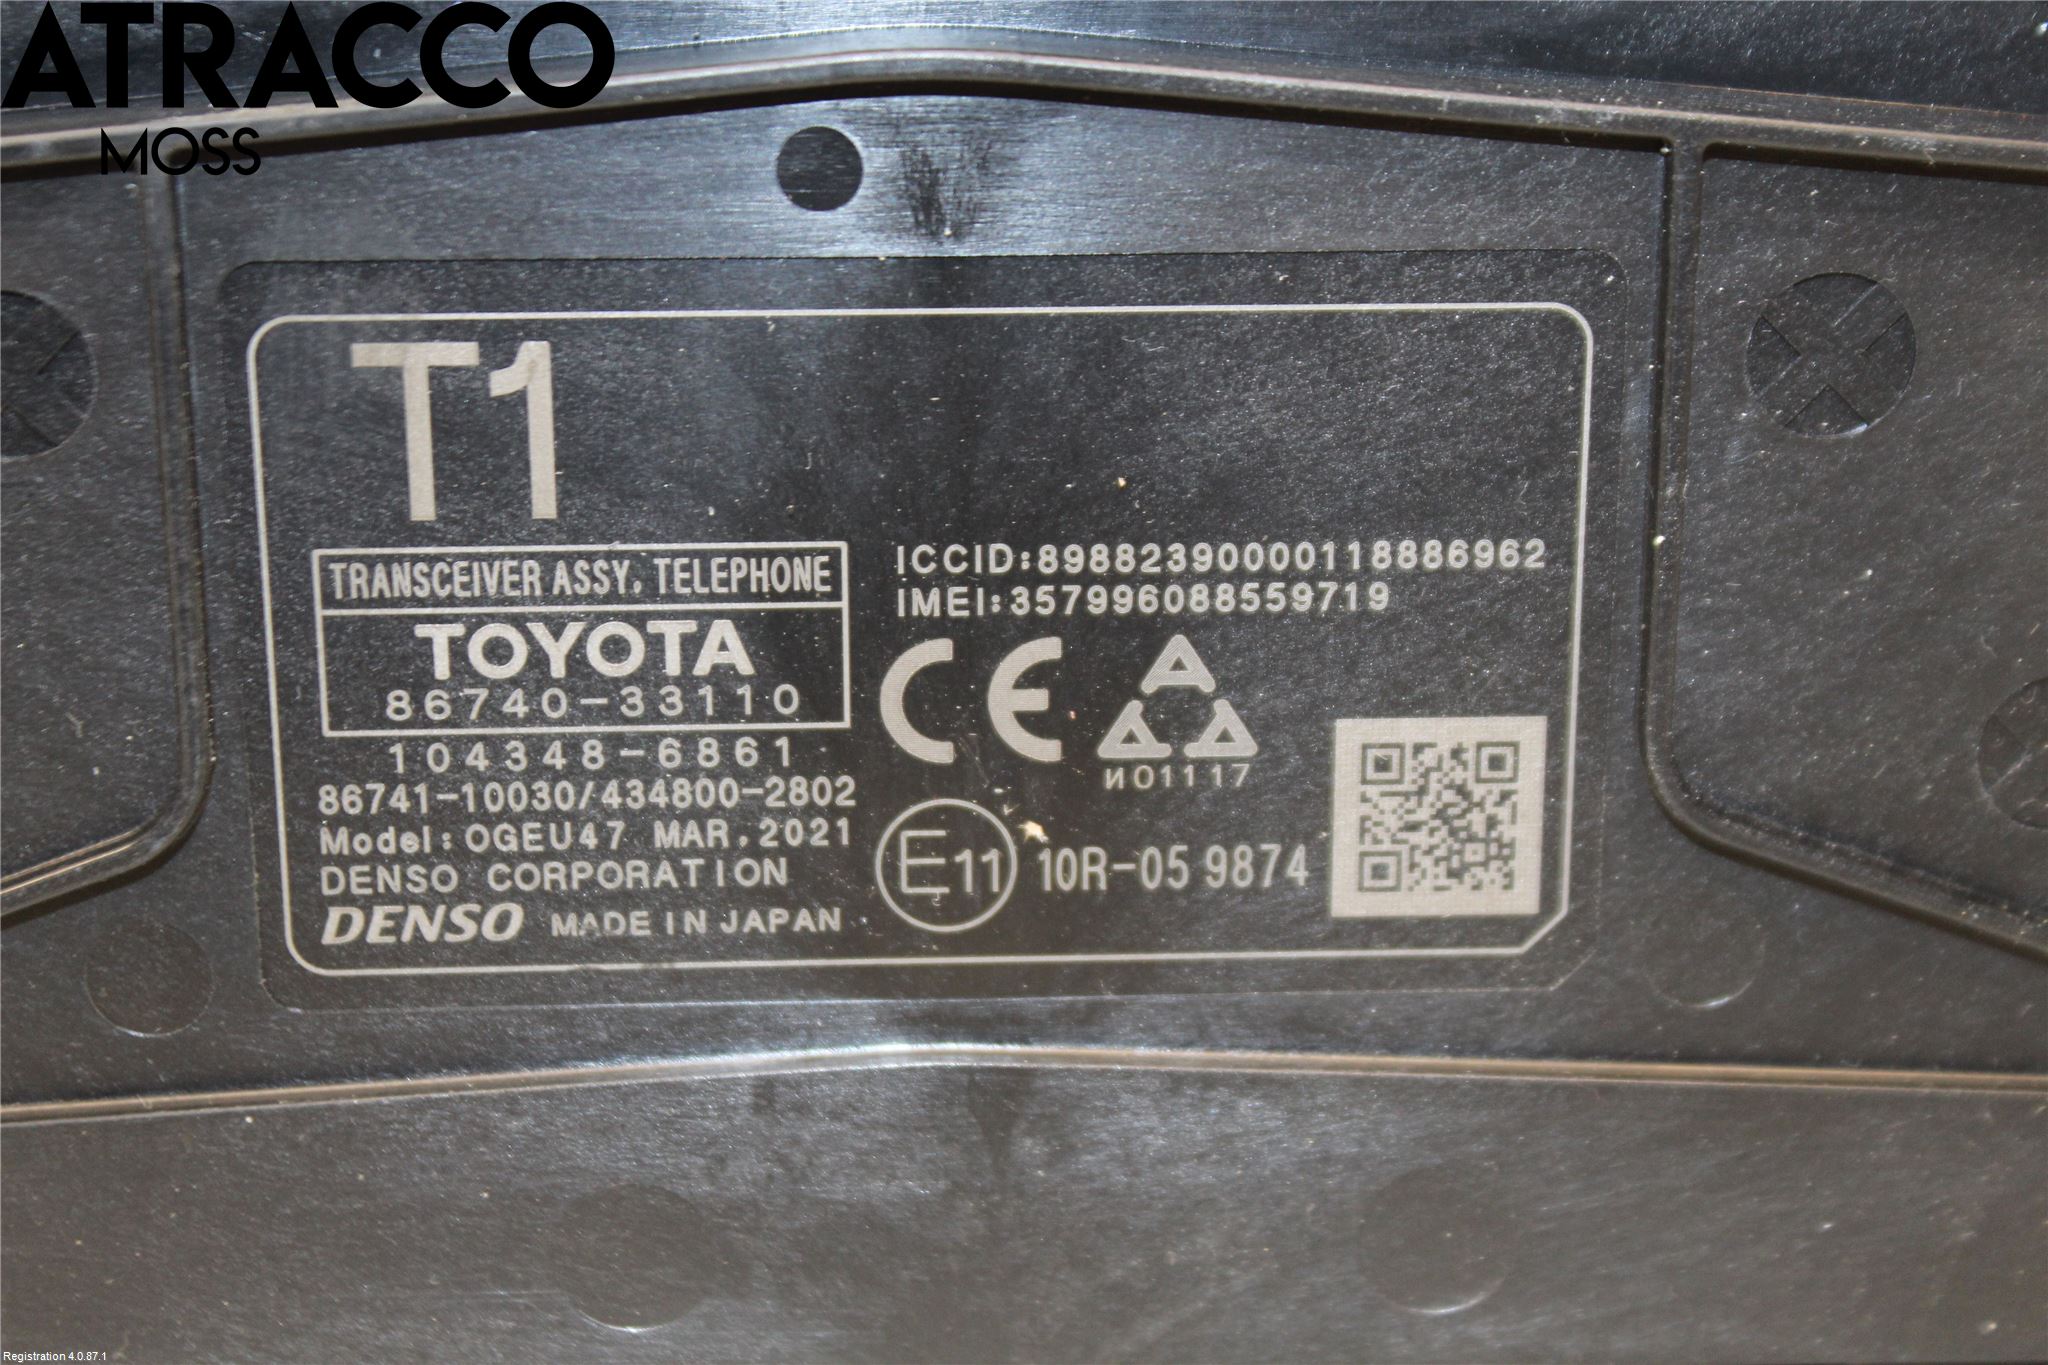 ATRACCO
MOSS
T1
TRANSCEIVER ASSY, TELEPHONE
TOYOTA
86740-33110
104348-6861
86741-10030/434800-2802
Model:OGEU47 MAR.2021
DENSO CORPORATION
DENSO MADE IN JAPAN
ICCID:89882390000118886962
IMEI:357996088559719
CE
И01117
E11 10R-05 9874
Registration 4.0.87.1